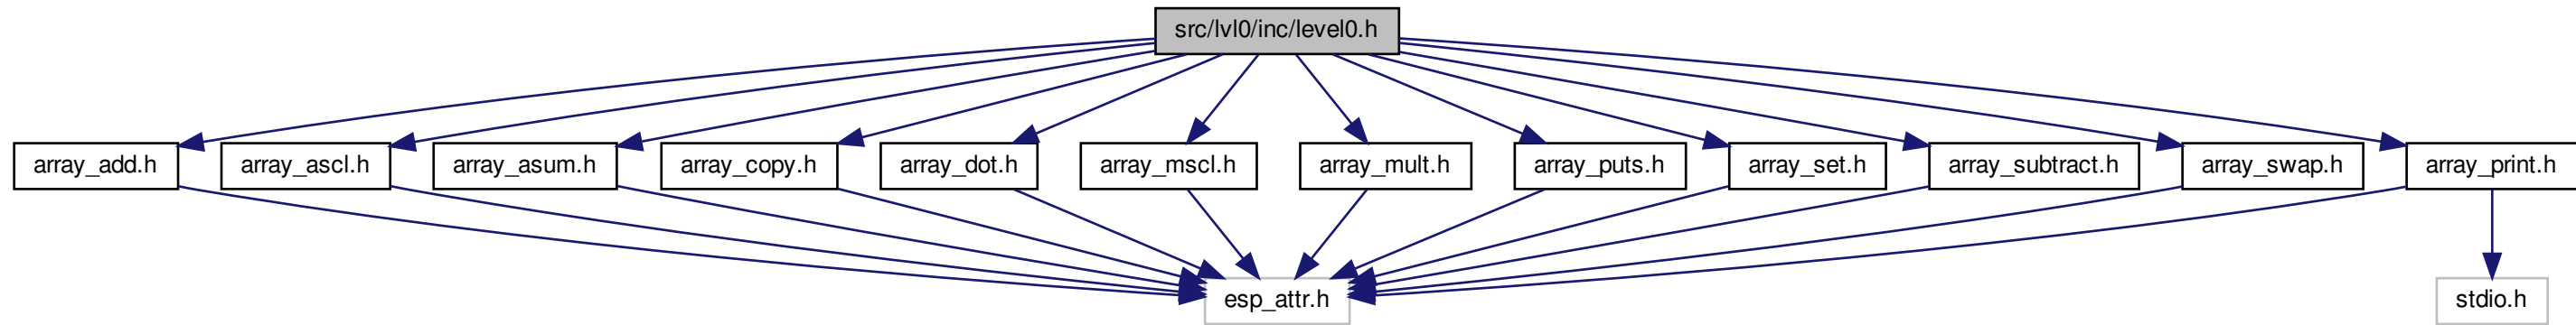 src/lvl0/inc/level0.h
array_add.h
array_ascl.h
array_asum.h
array_copy.h
array_dot.h
array_mscl.h
array_mult.h
array_puts.h
array_set.h
array_subtract.h
array_swap.h
array_print.h
esp_attr.h
stdio.h